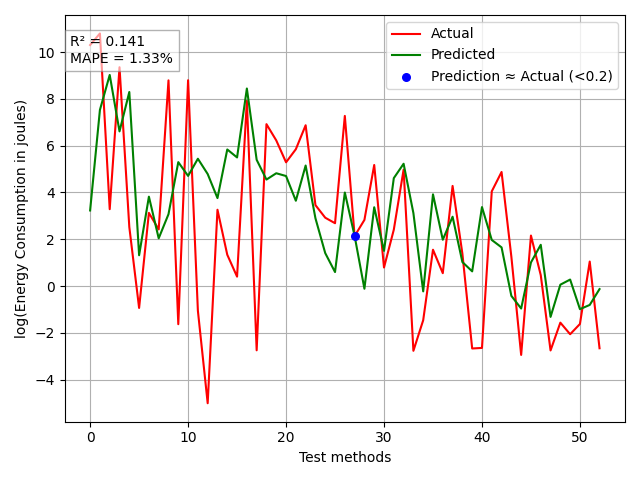 R² = 0.141
MAPE = 1.33%
Actual
Predicted
Prediction ≈ Actual (<0.2)
log(Energy Consumption in joules)
10
8
6
4
2
0
−2
−4
0
10
20
30
40
50
Test methods